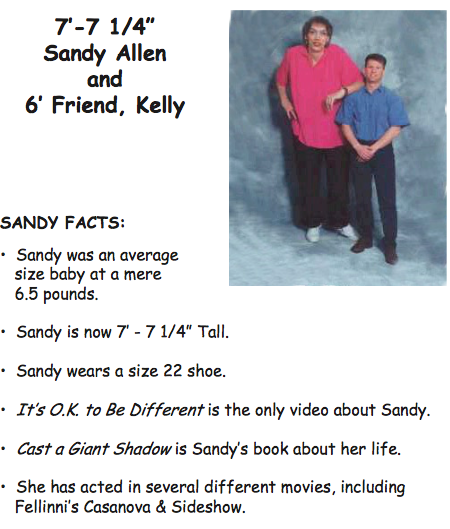 7'-7 1/4"
Sandy Allen
and
6' Friend, Kelly
SANDY FACTS:
• Sandy was an average
size baby at a mere
6.5 pounds.
• Sandy is now 7' - 7 1/4" Tall.
• Sandy wears a size 22 shoe.
• It's O.K. to Be Different is the only video about Sandy.
• Cast a Giant Shadow is Sandy's book about her life.
• She has acted in several different movies, including
Fellinni's Casanova & Sideshow.